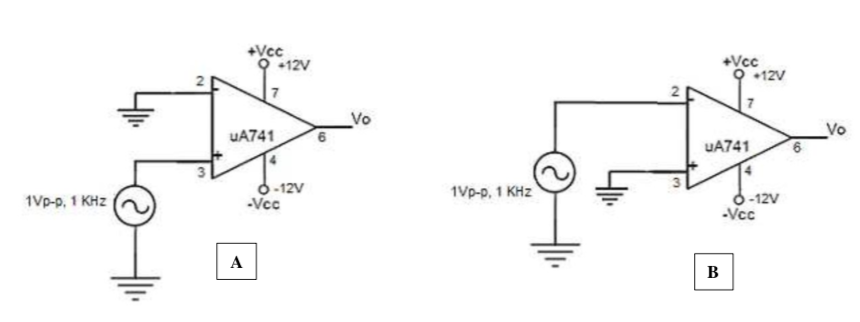 +Vcc
+12V
2
-
7
uA741
Vo
6
+
4
3
-12V
-Vcc
1Vp-p, 1 KHz
A
+Vcc
+12V
2
-
7
uA741
Vo
6
+
4
3
-12V
-Vcc
1Vp-p, 1 KHz
B